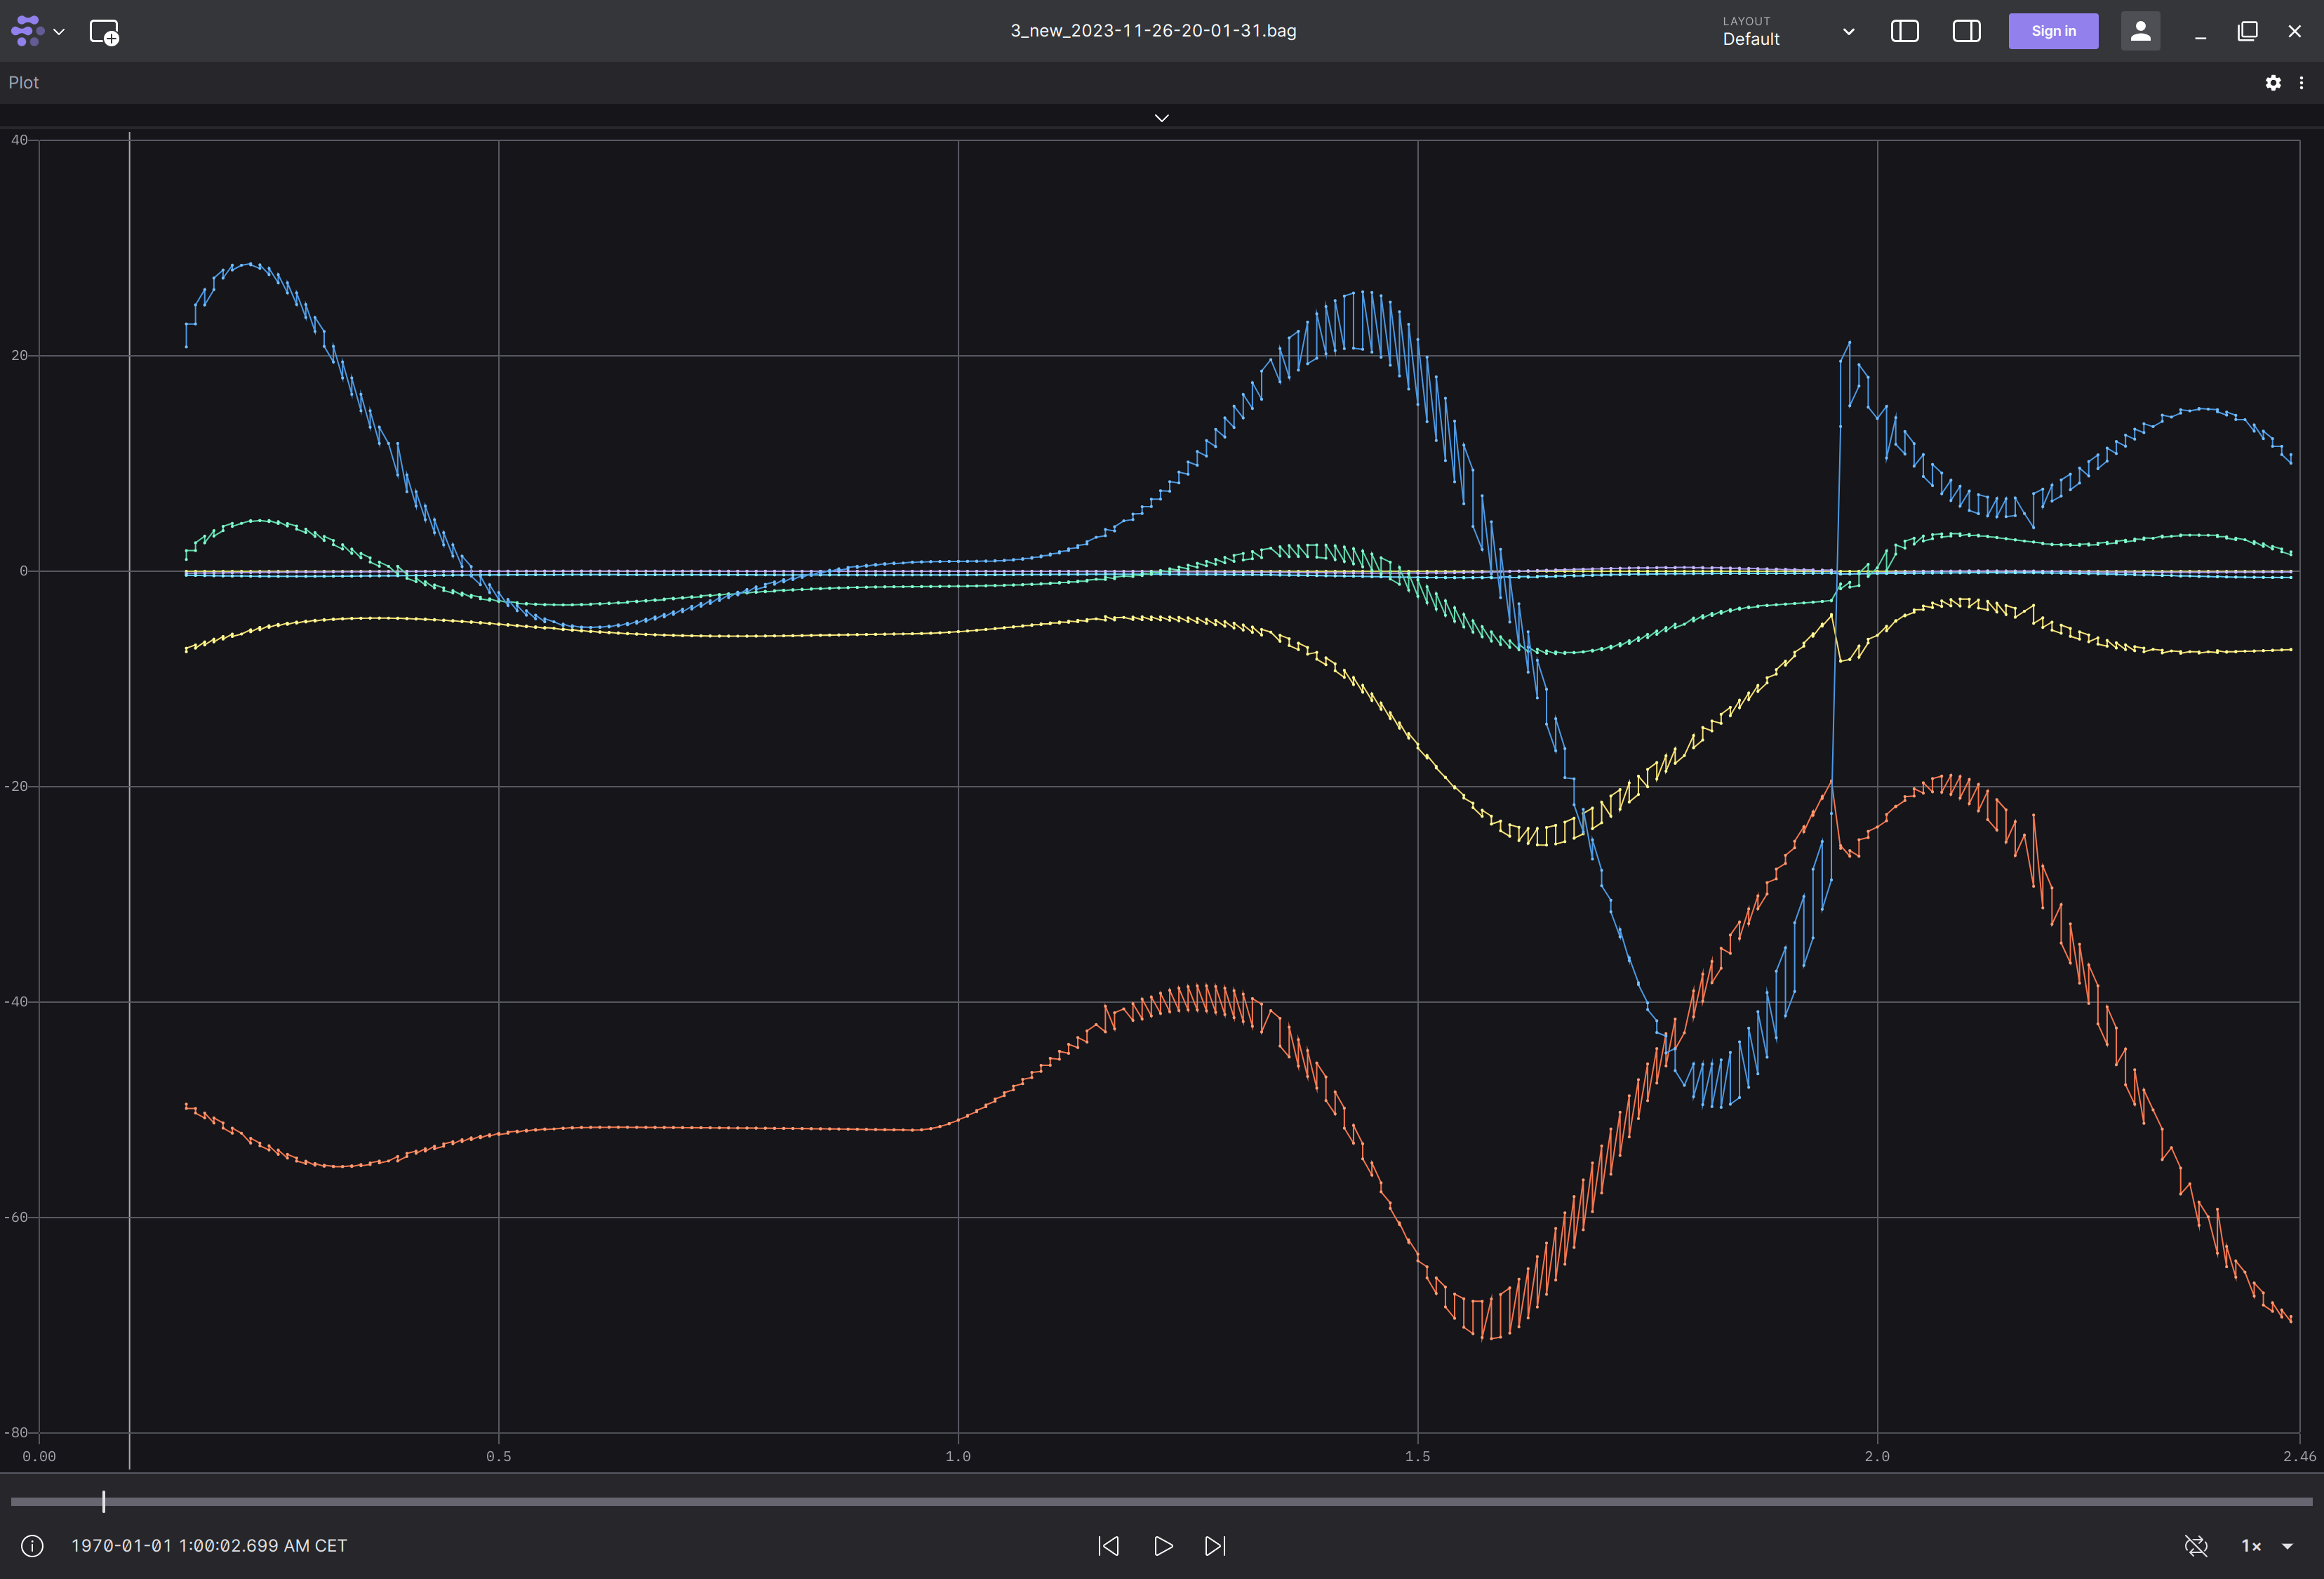 3_new_2023-11-26-20-01-31.bag
LAYOUT
Default
Sign in
Plot
40
20
0
-20
-40
-60
-80
0.00 0.5 1.0 1.5 2.0 2.46
1970-01-01 1:00:02.699 AM CET
1×